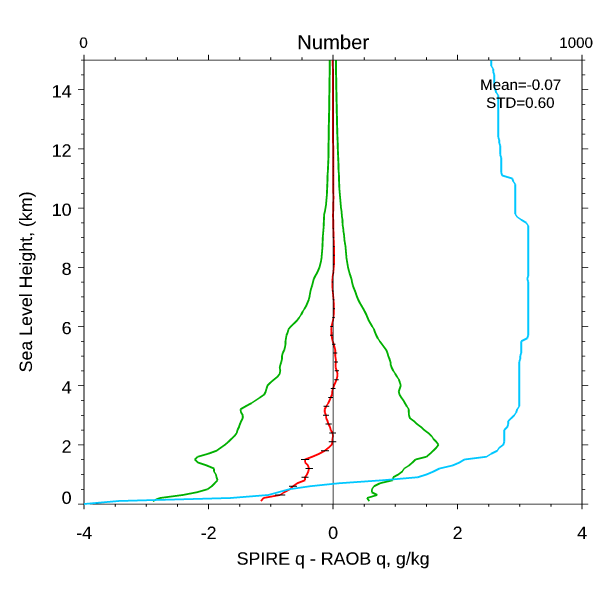 0 Number 1000
Mean=-0.07
STD=0.60
14
12
10
8
6
4
2
0
Sea Level Height, (km)
-4 -2 0 2 4
SPIRE q - RAOB q, g/kg